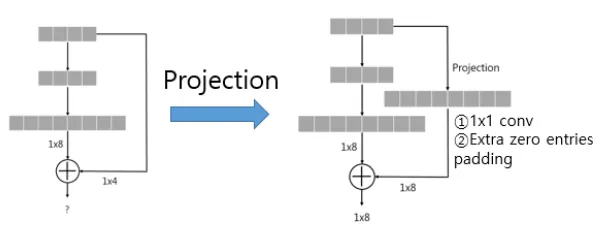 1x8
1x4
?
Projection
Projection
①1x1 conv
②Extra zero entries
padding
1x8
1x8
1x8